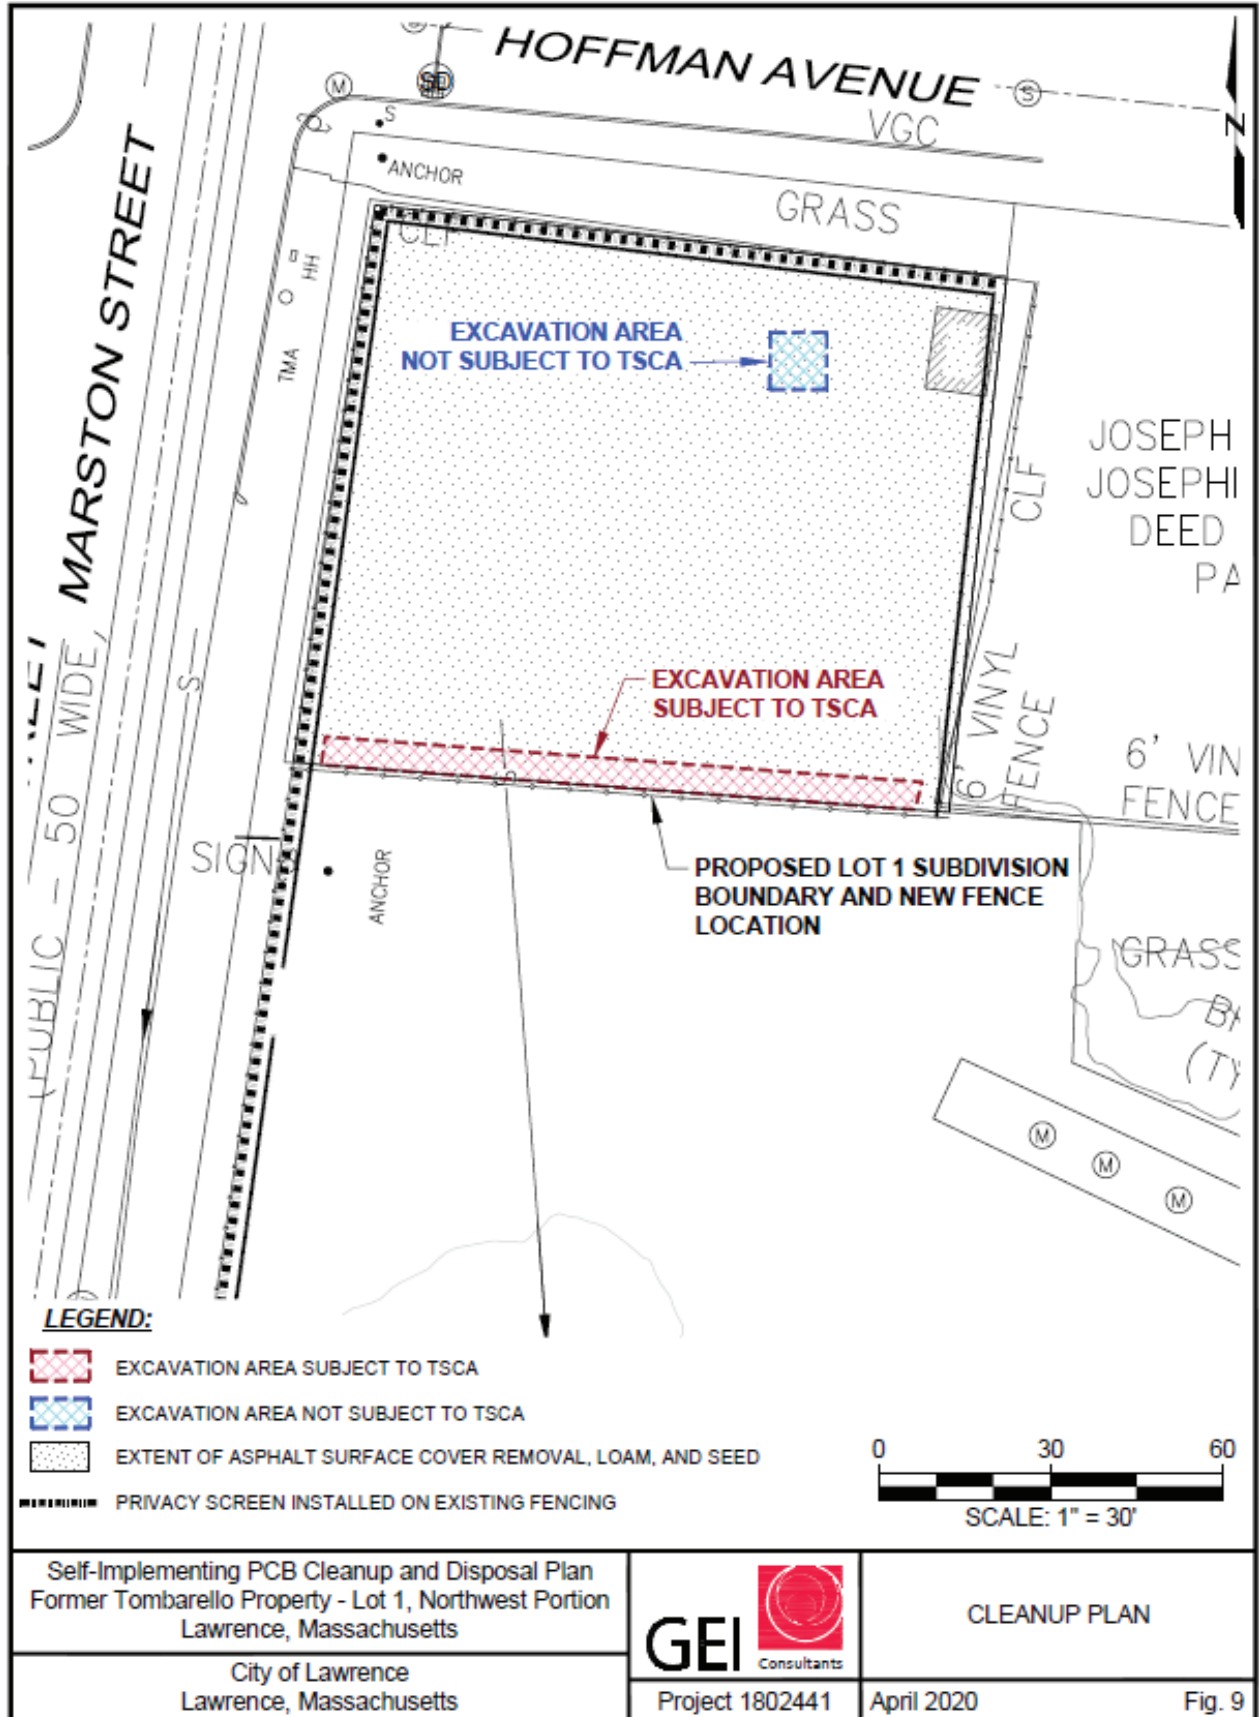 HOFFMAN AVENUE
S
M
SD
S
VGC
ANCHOR
GRASS
CLF
MARSTON STREET
HH
TMA
EXCAVATION AREA
NOT SUBJECT TO TSCA
JOSEPH
JOSEPHI
DEED
PA
CLF
EXCAVATION AREA
SUBJECT TO TSCA
6' VINYL
FENCE
6' VIN
FENCE
S
S
(PUBLIC - 50 WIDE,
SIGN
ANCHOR
PROPOSED LOT 1 SUBDIVISION
BOUNDARY AND NEW FENCE
LOCATION
GRASS
(TY
M
M
M
LEGEND:
EXCAVATION AREA SUBJECT TO TSCA
EXCAVATION AREA NOT SUBJECT TO TSCA
EXTENT OF ASPHALT SURFACE COVER REMOVAL, LOAM, AND SEED
PRIVACY SCREEN INSTALLED ON EXISTING FENCING
0 30 60
SCALE: 1" = 30'
Self-Implementing PCB Cleanup and Disposal Plan
Former Tombarello Property - Lot 1, Northwest Portion
Lawrence, Massachusetts
City of Lawrence
Lawrence, Massachusetts
GEI Consultants
Project 1802441
CLEANUP PLAN
April 2020 Fig. 9
N